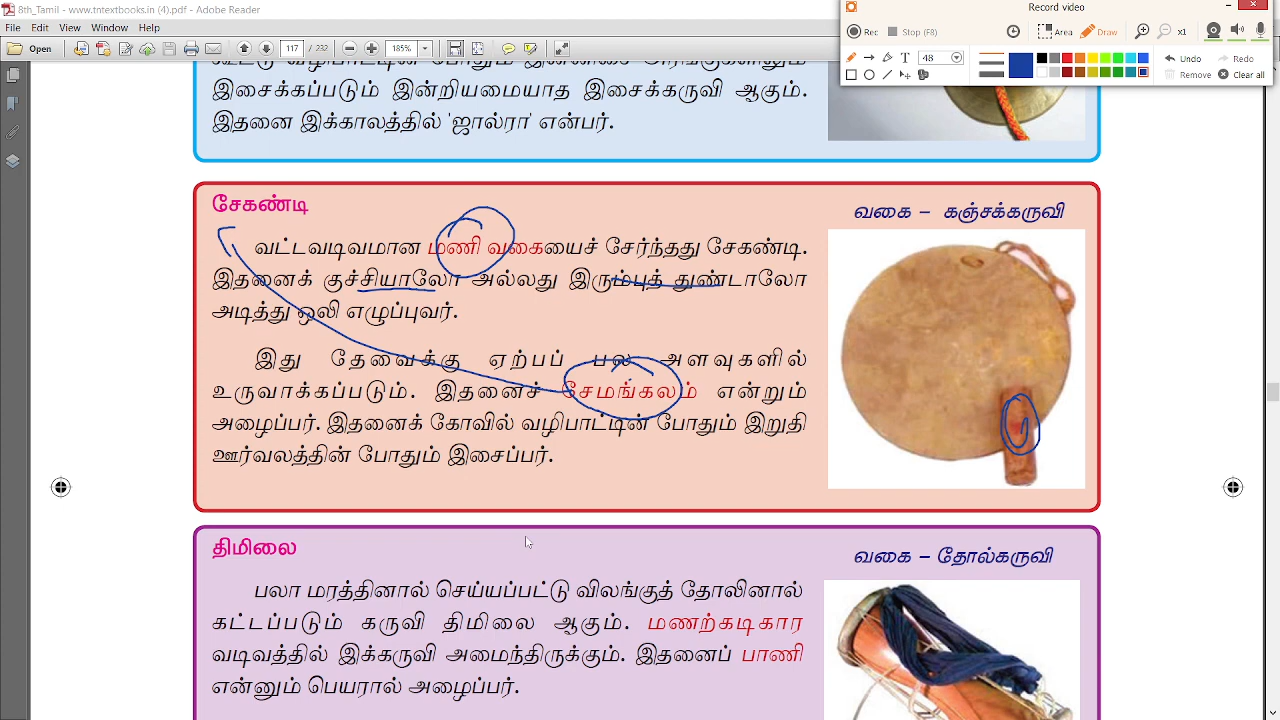 8th_Tamil - www.tntextbooks.in (4).pdf - Adobe Reader
File Edit View Window Help
Open 117 / 232 185%
Record video
Rec Stop (F8) Area Draw x1
T 48 Undo Redo
Remove Clear all
இசைக்கப்படும் இன்றியமையாத இசைக்கருவி ஆகும்.
இதனை இக்காலத்தில் 'ஜால்ரா' என்பர்.
சேகண்டி
வகை – கஞ்சக்கருவி
வட்டவடிவமான மணி வகையைச் சேர்ந்தது சேகண்டி.
இதனைக் குச்சியாலோ அல்லது இரும்புத் துண்டாலோ
அடித்து ஒலி எழுப்புவர்.
இது தேவைக்கு ஏற்பப் பல அளவுகளில்
உருவாக்கப்படும். இதனைச் சேமங்கலம் என்றும்
அழைப்பர். இதனைக் கோவில் வழிபாட்டின் போதும் இறுதி
ஊர்வலத்தின் போதும் இசைப்பர்.
திமிலை
வகை – தோல்கருவி
பலா மரத்தினால் செய்யப்பட்டு விலங்குத் தோலினால்
கட்டப்படும் கருவி திமிலை ஆகும். மணற்கடிகார
வடிவத்தில் இக்கருவி அமைந்திருக்கும். இதனைப் பாணி
என்னும் பெயரால் அழைப்பர்.